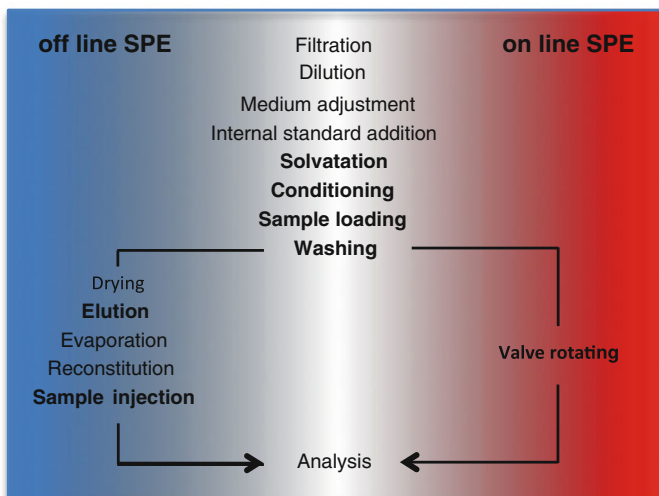 off line SPE
on line SPE
Filtration
Dilution
Medium adjustment
Internal standard addition
Solvatation
Conditioning
Sample loading
Washing
Drying
Elution
Evaporation
Reconstitution
Sample injection
Valve rotating
Analysis